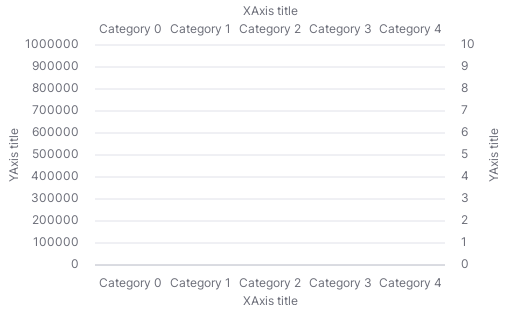 XAxis title
Category 0 Category 1 Category 2 Category 3 Category 4
1000000 10
900000 9
800000 8
700000 7
600000 6
500000 5
400000 4
300000 3
200000 2
100000 1
0 0
YAxis title
YAxis title
Category 0 Category 1 Category 2 Category 3 Category 4
XAxis title